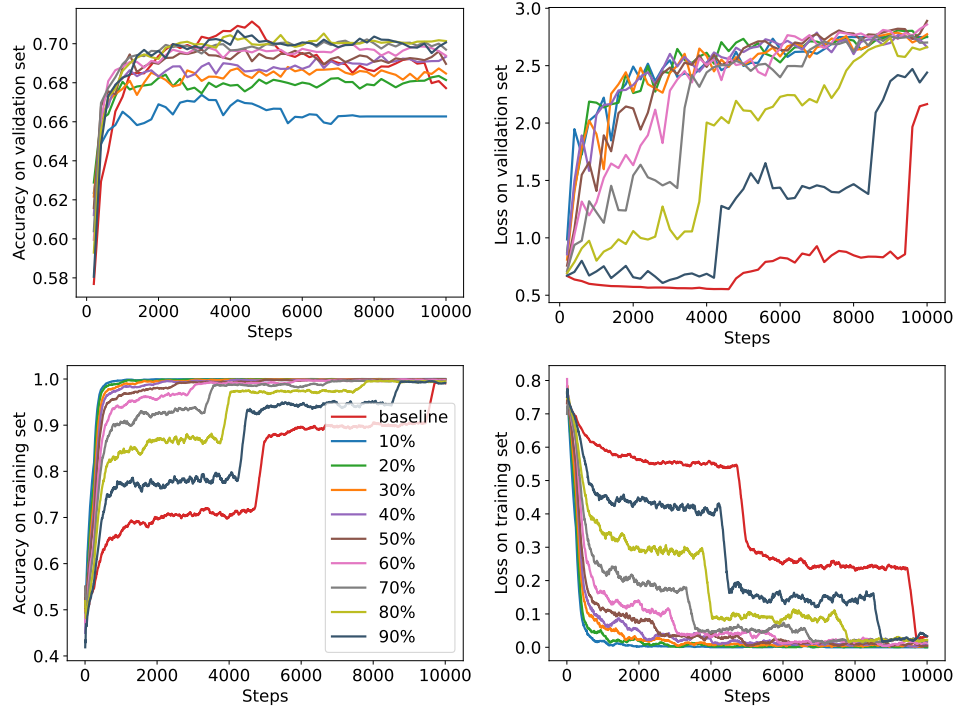 0.70
0.68
0.66
0.64
0.62
0.60
0.58
Accuracy on validation set
0 2000 4000 6000 8000 10000
Steps
3.0
2.5
2.0
1.5
1.0
0.5
Loss on validation set
0 2000 4000 6000 8000 10000
Steps
1.0
0.9
0.8
0.7
0.6
0.5
0.4
Accuracy on training set
baseline
10%
20%
30%
40%
50%
60%
70%
80%
90%
0 2000 4000 6000 8000 10000
Steps
0.8
0.7
0.6
0.5
0.4
0.3
0.2
0.1
0.0
Loss on training set
0 2000 4000 6000 8000 10000
Steps